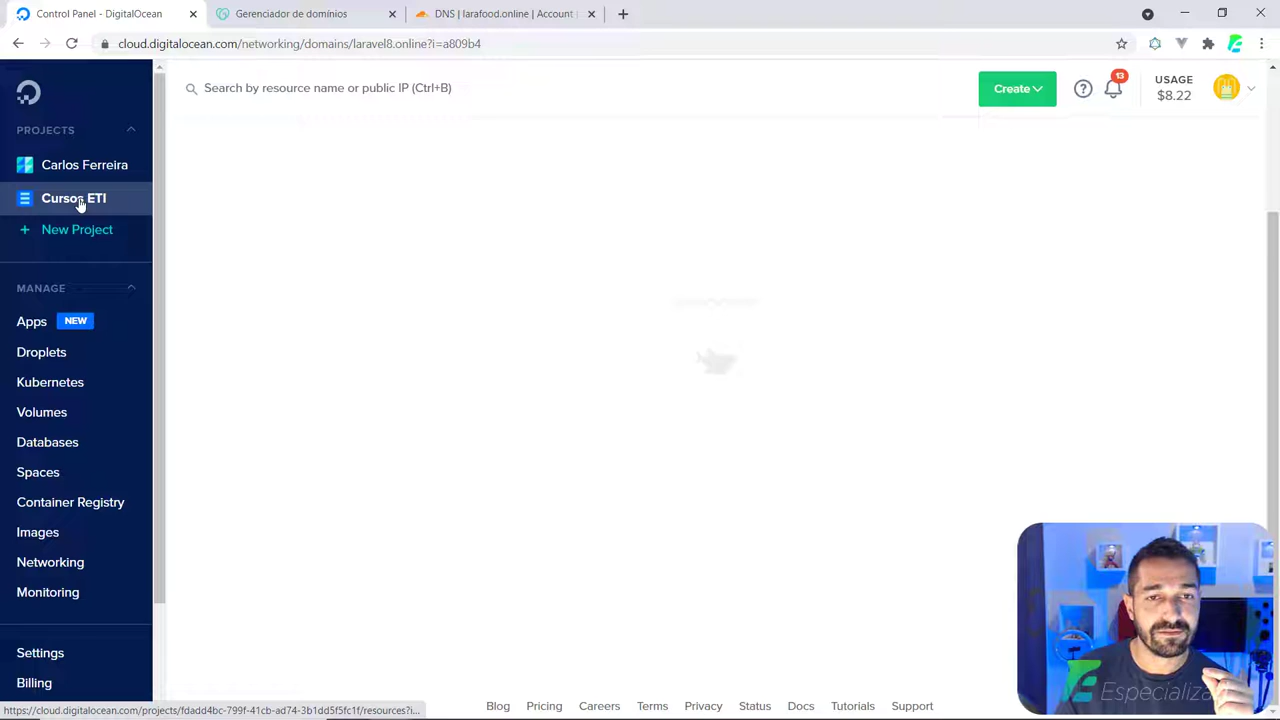 Control Panel - DigitalOcean
Gerenciador de domínios
DNS | larafood.online | Account
cloud.digitalocean.com/networking/domains/laravel8.online?i=a809b4
Search by resource name or public IP (Ctrl+B)
Create
13
USAGE
$8.22
PROJECTS
Carlos Ferreira
Cursos ETI
+ New Project
MANAGE
Apps NEW
Droplets
Kubernetes
Volumes
Databases
Spaces
Container Registry
Images
Networking
Monitoring
Settings
Billing
https://cloud.digitalocean.com/projects/fdadd4bc-799f-41cb-ad74-3b1dd5f5fc1f/resources?i...
Blog Pricing Careers Terms Privacy Status Docs Tutorials Support